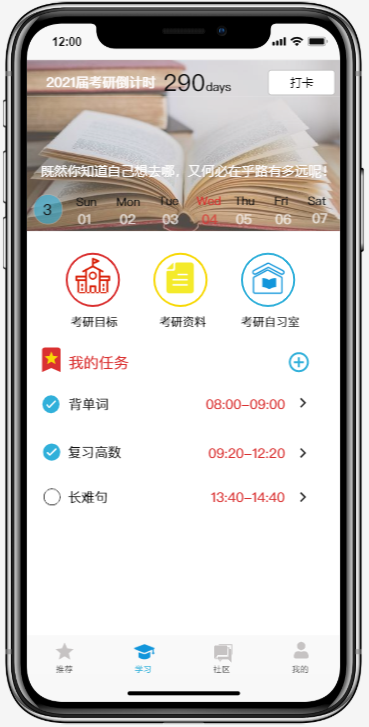 12:00
2021届考研倒计时 290days 打卡
既然你知道自己想去哪，又何必在乎路有多远呢！
3 Sun Mon Tue Wed Thu Fri Sat
01 02 03 04 05 06 07
考研目标 考研资料 考研自习室
我的任务
背单词 08:00-09:00
复习高数 09:20-12:20
长难句 13:40-14:40
推荐 学习 社区 我的